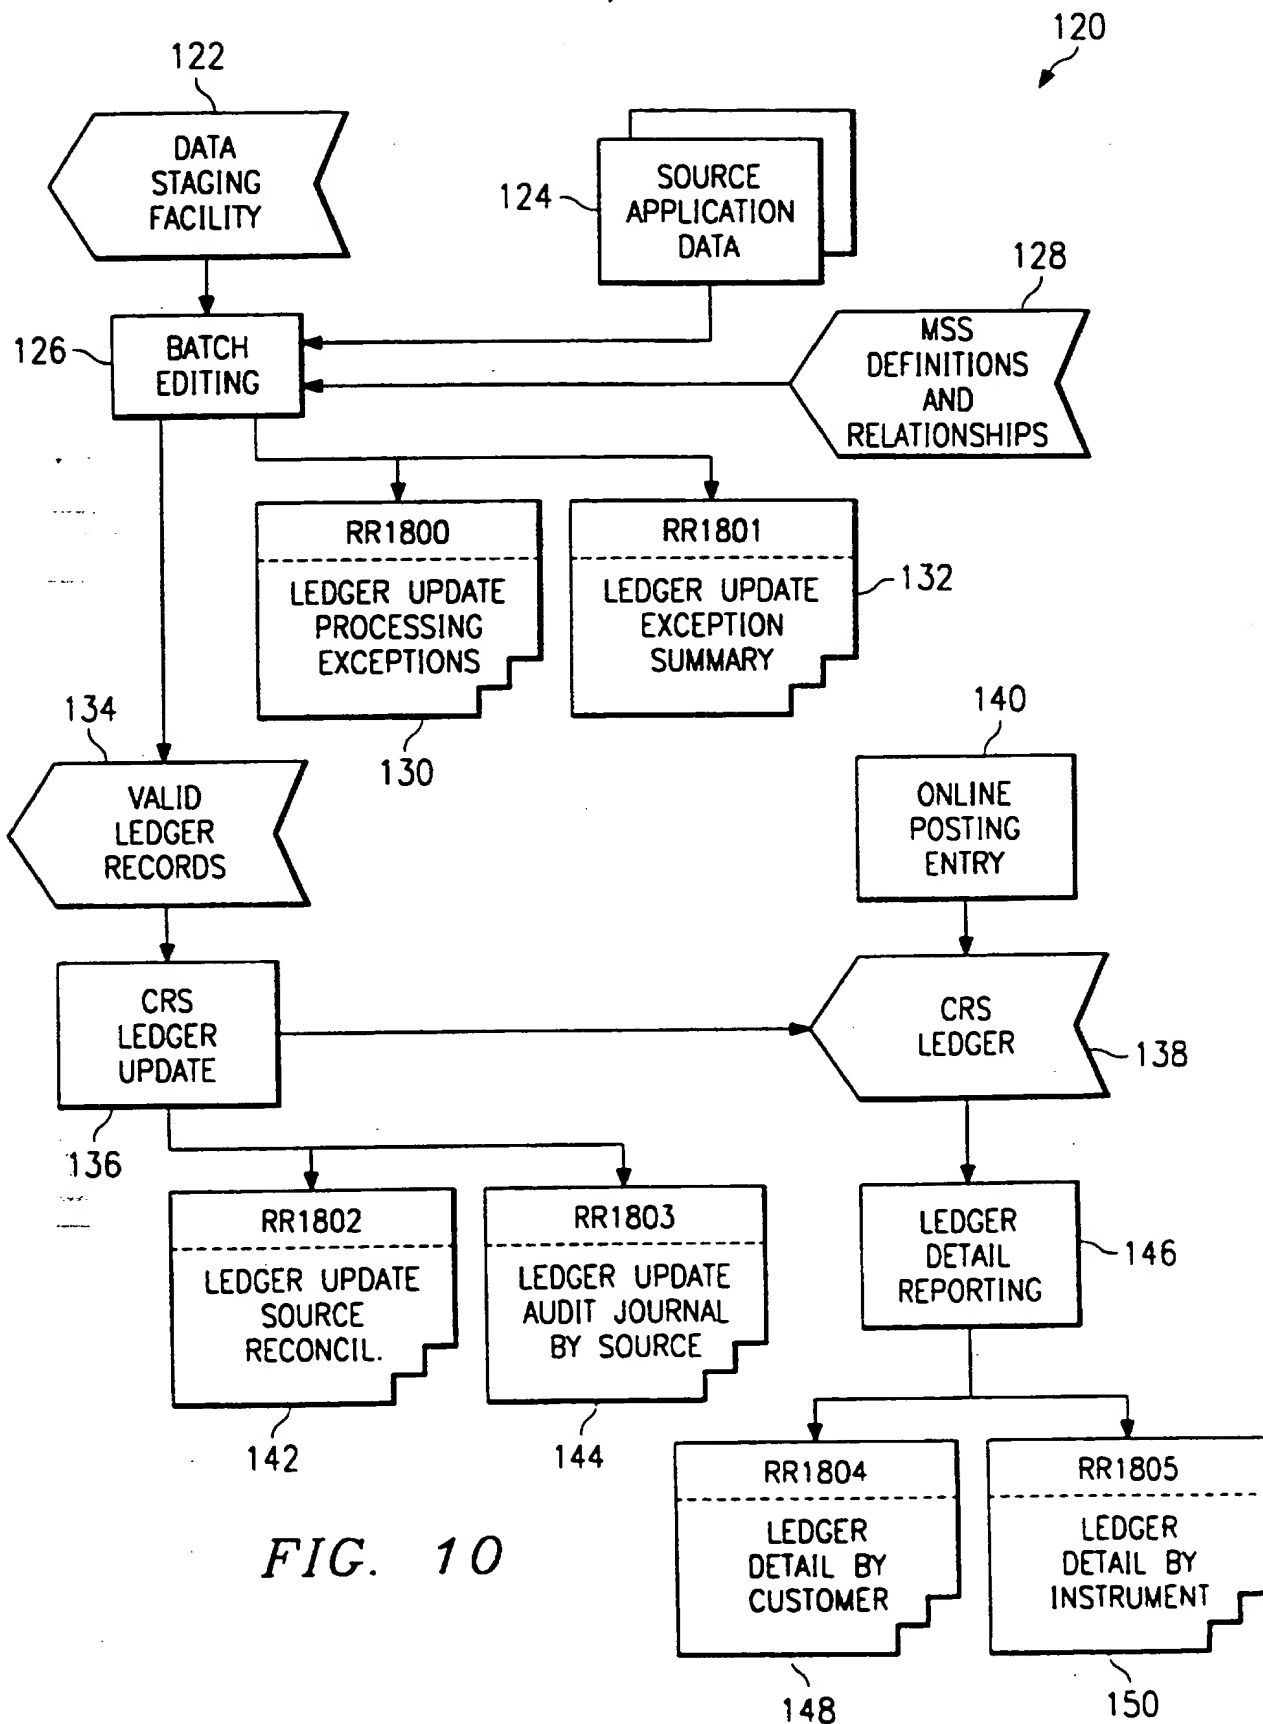 120
122
DATA
STAGING
FACILITY
124
SOURCE
APPLICATION
DATA
128
MSS
DEFINITIONS
AND
RELATIONSHIPS
126
BATCH
EDITING
RR1800
LEDGER UPDATE
PROCESSING
EXCEPTIONS
130
RR1801
LEDGER UPDATE
EXCEPTION
SUMMARY
132
134
VALID
LEDGER
RECORDS
140
ONLINE
POSTING
ENTRY
CRS
LEDGER
UPDATE
136
CRS
LEDGER
138
RR1802
LEDGER UPDATE
SOURCE
RECONCIL.
142
RR1803
LEDGER UPDATE
AUDIT JOURNAL
BY SOURCE
144
LEDGER
DETAIL
REPORTING
146
RR1804
LEDGER
DETAIL BY
CUSTOMER
148
RR1805
LEDGER
DETAIL BY
INSTRUMENT
150
FIG. 10